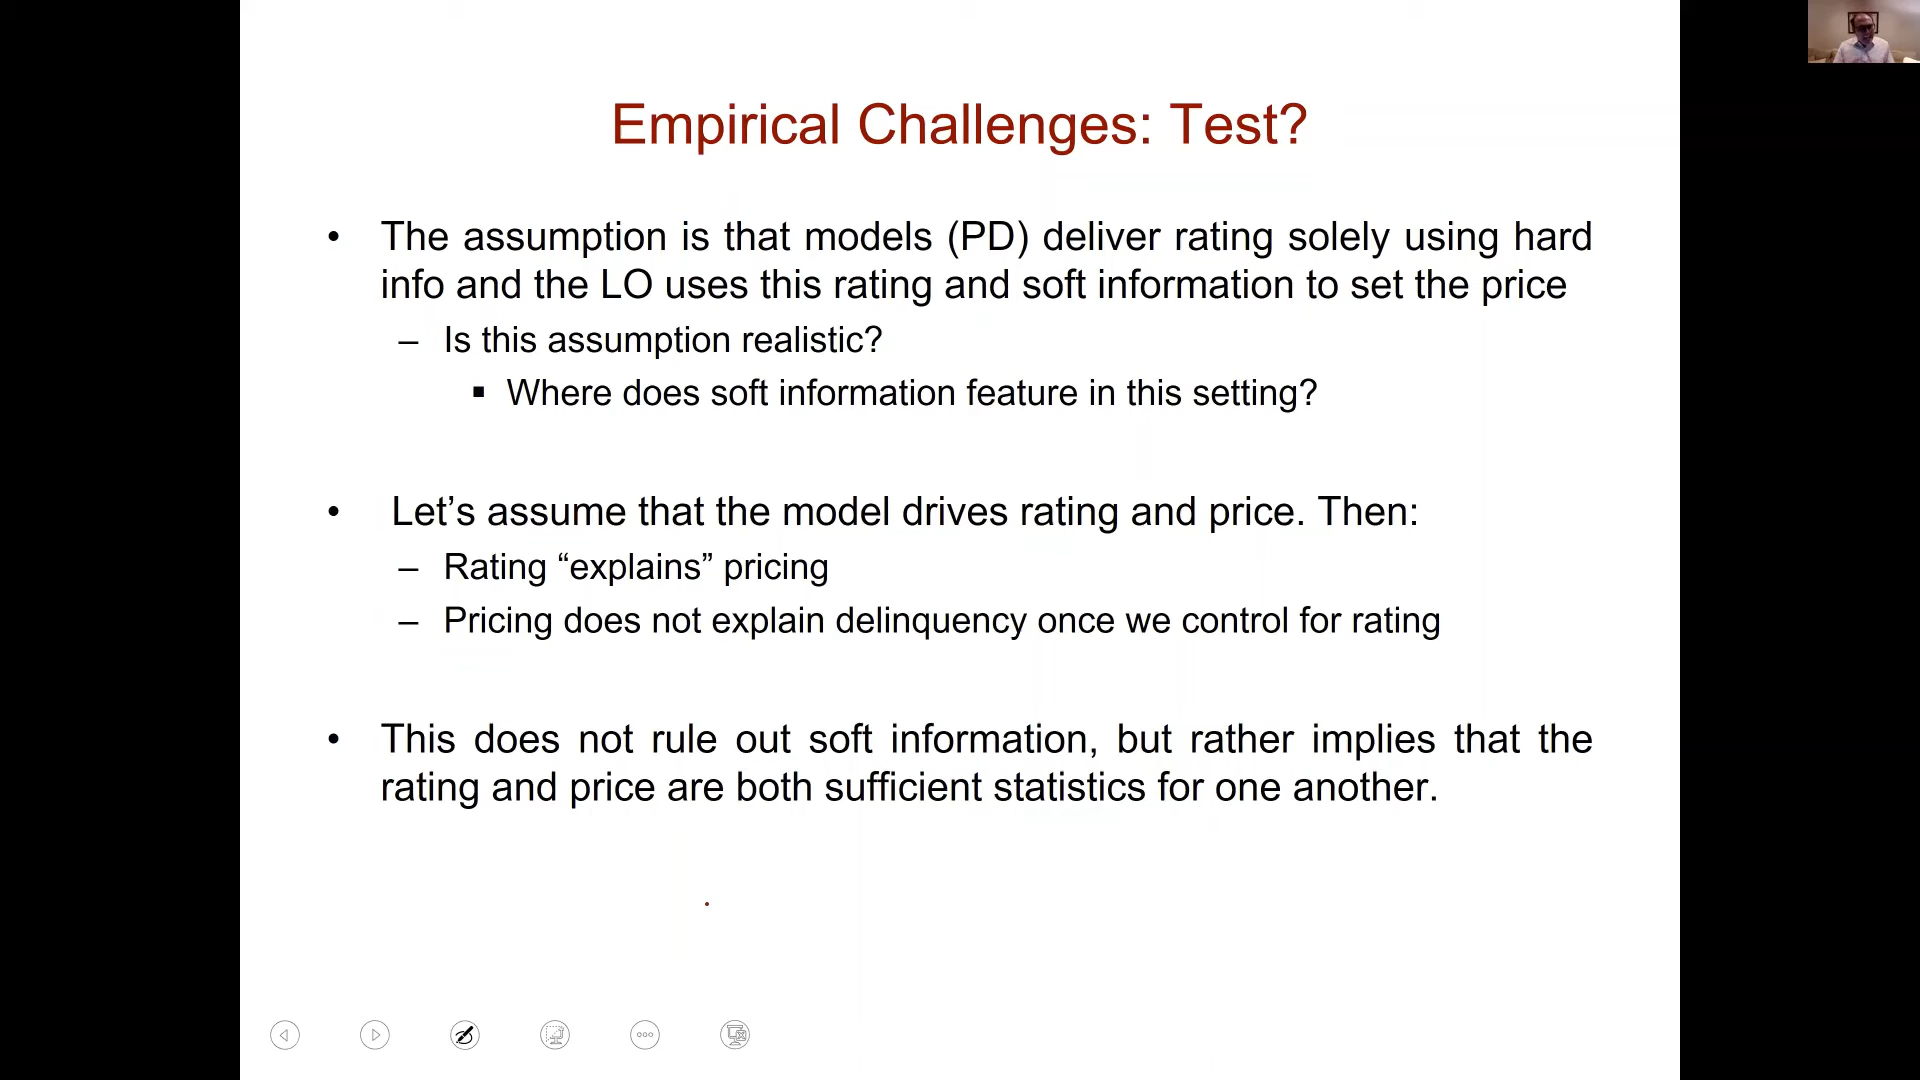 Empirical Challenges: Test?
• The assumption is that models (PD) deliver rating solely using hard
info and the LO uses this rating and soft information to set the price
– Is this assumption realistic?
▪ Where does soft information feature in this setting?
• Let’s assume that the model drives rating and price. Then:
– Rating “explains” pricing
– Pricing does not explain delinquency once we control for rating
• This does not rule out soft information, but rather implies that the
rating and price are both sufficient statistics for one another.